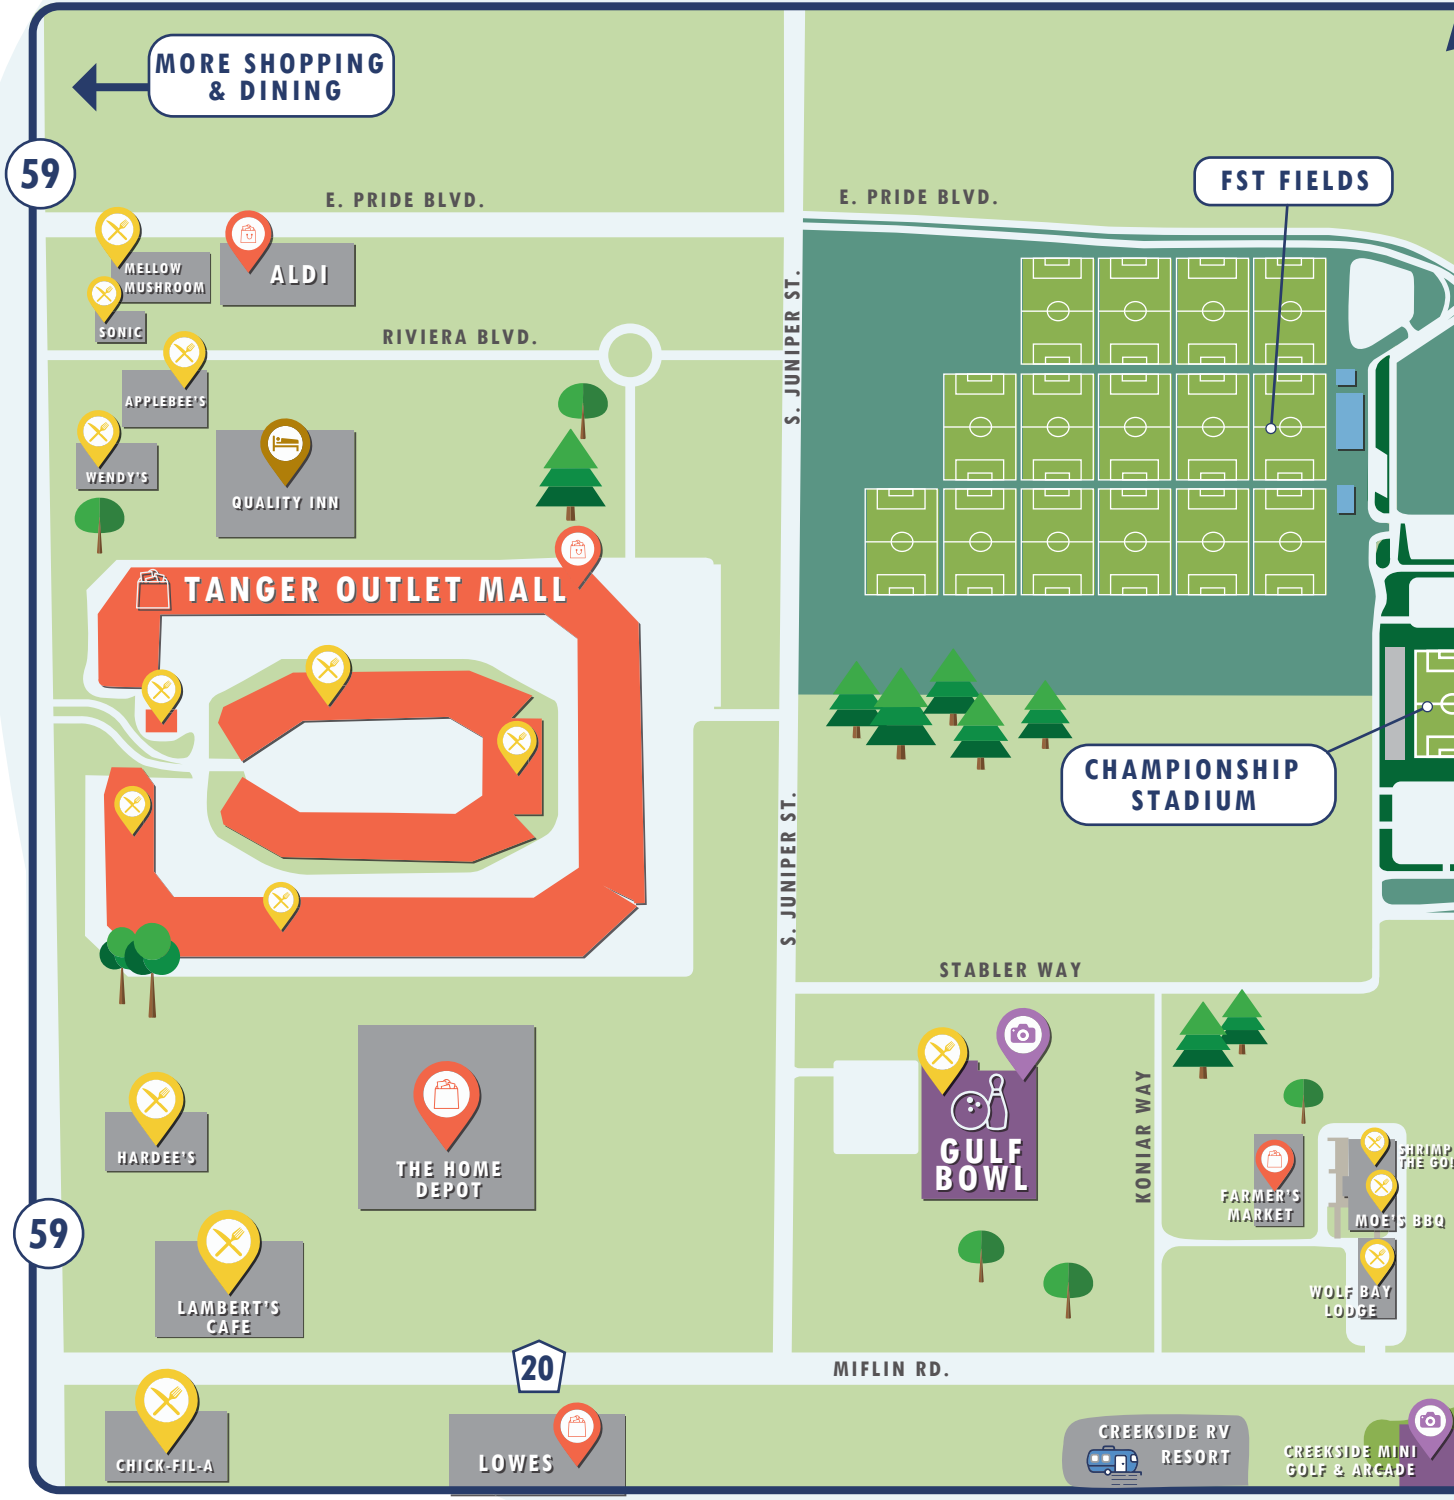 MORE SHOPPING
& DINING
59
E. PRIDE BLVD.
E. PRIDE BLVD.
FST FIELDS
MELLOW
MUSHROOM
ALDI
SONIC
RIVIERA BLVD.
S. JUNIPER ST.
APPLEBEE'S
WENDY'S
QUALITY INN
TANGER OUTLET MALL
CHAMPIONSHIP
STADIUM
S. JUNIPER ST.
STABLER WAY
KONIAR WAY
GULF
BOWL
HARDEE'S
THE HOME
DEPOT
SHRIMP
THE GO!
FARMER'S
MARKET
MOE'S BBQ
59
LAMBERT'S
CAFE
WOLF BAY
LODGE
20
MIFLIN RD.
CHICK-FIL-A
LOWES
CREEKSIDE RV
RESORT
CREEKSIDE MINI
GOLF & ARCADE